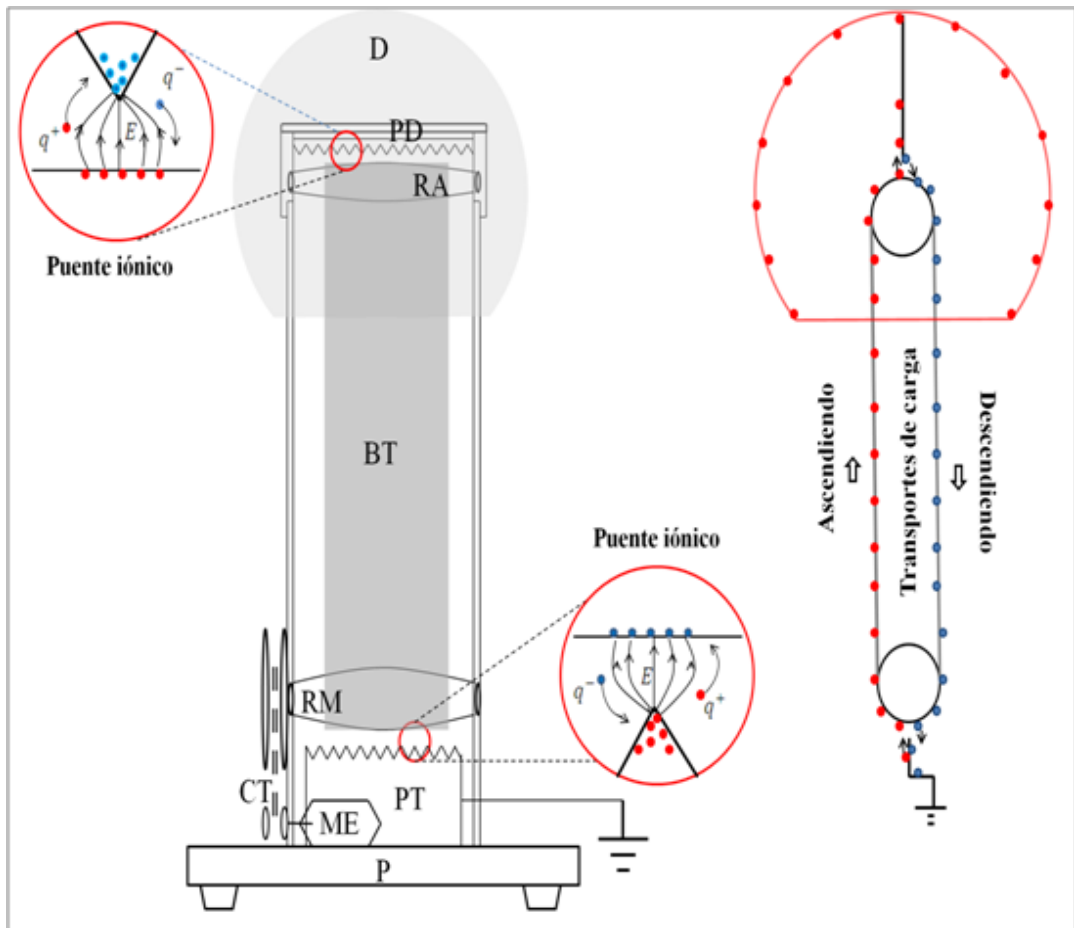 D
PD
RA
q⁺
E
q⁻
Puente iónico
BT
Ascendiendo
Transportes de carga
Descendiendo
Puente iónico
q⁻
E
q⁺
RM
CT
ME
PT
P